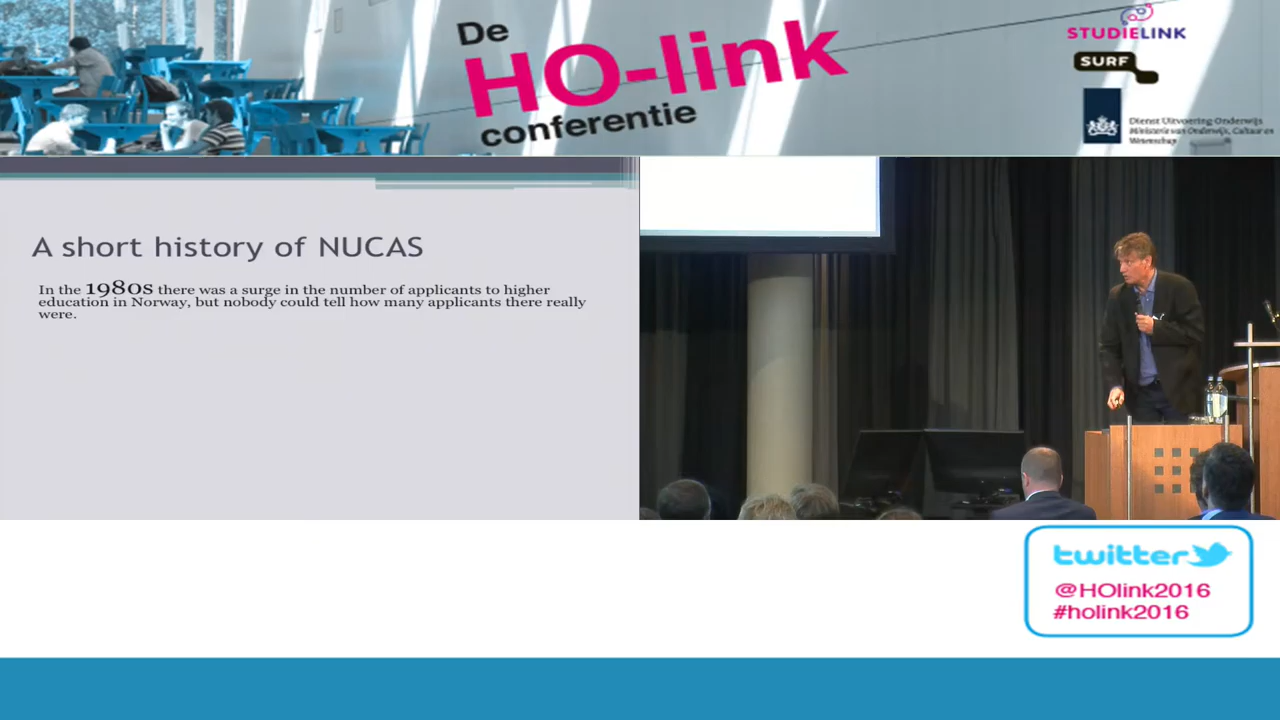 De
HO-link
conferentie
STUDIELINK
SURF
Dienst Uitvoering Onderwijs
Ministerie van Onderwijs, Cultuur en
Wetenschap
A short history of NUCAS
In the 1980s there was a surge in the number of applicants to higher
education in Norway, but nobody could tell how many applicants there really
were.
twitter
@HOlink2016
#holink2016